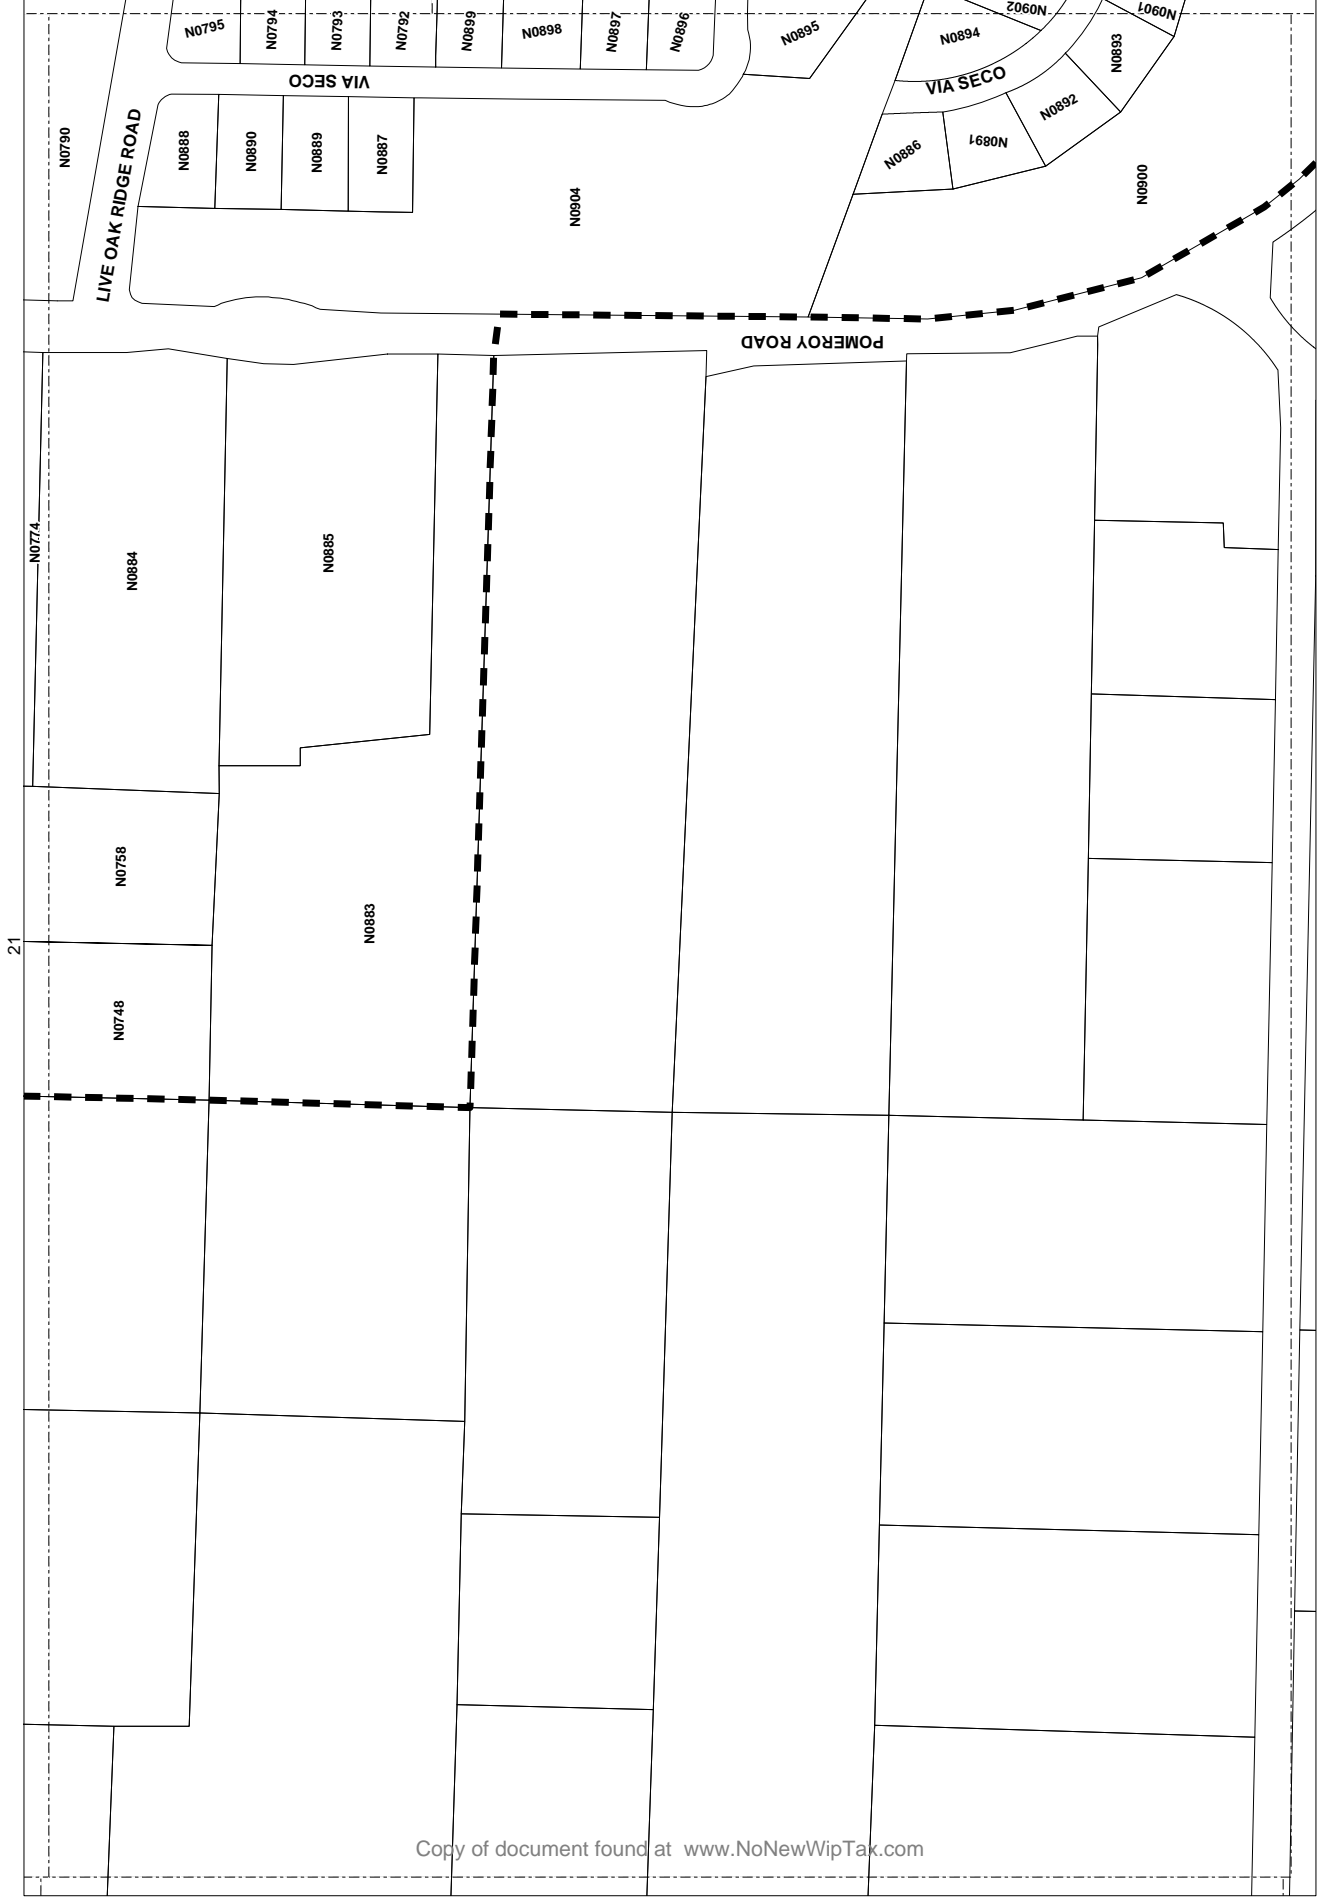 N0795
N0794
N0793
N0792
N0899
N0898
N0897
N0896
N0895
N0894
N0902
N0901
N0893
VIA SECO
VIA SECO
N0892
N0790
LIVE OAK RIDGE ROAD
N0888
N0890
N0889
N0887
N0886
N0891
N0904
N0900
POMEROY ROAD
N0774
N0884
N0885
N0758
N0883
21
N0748
Copy of document found at www.NoNewWipTax.com